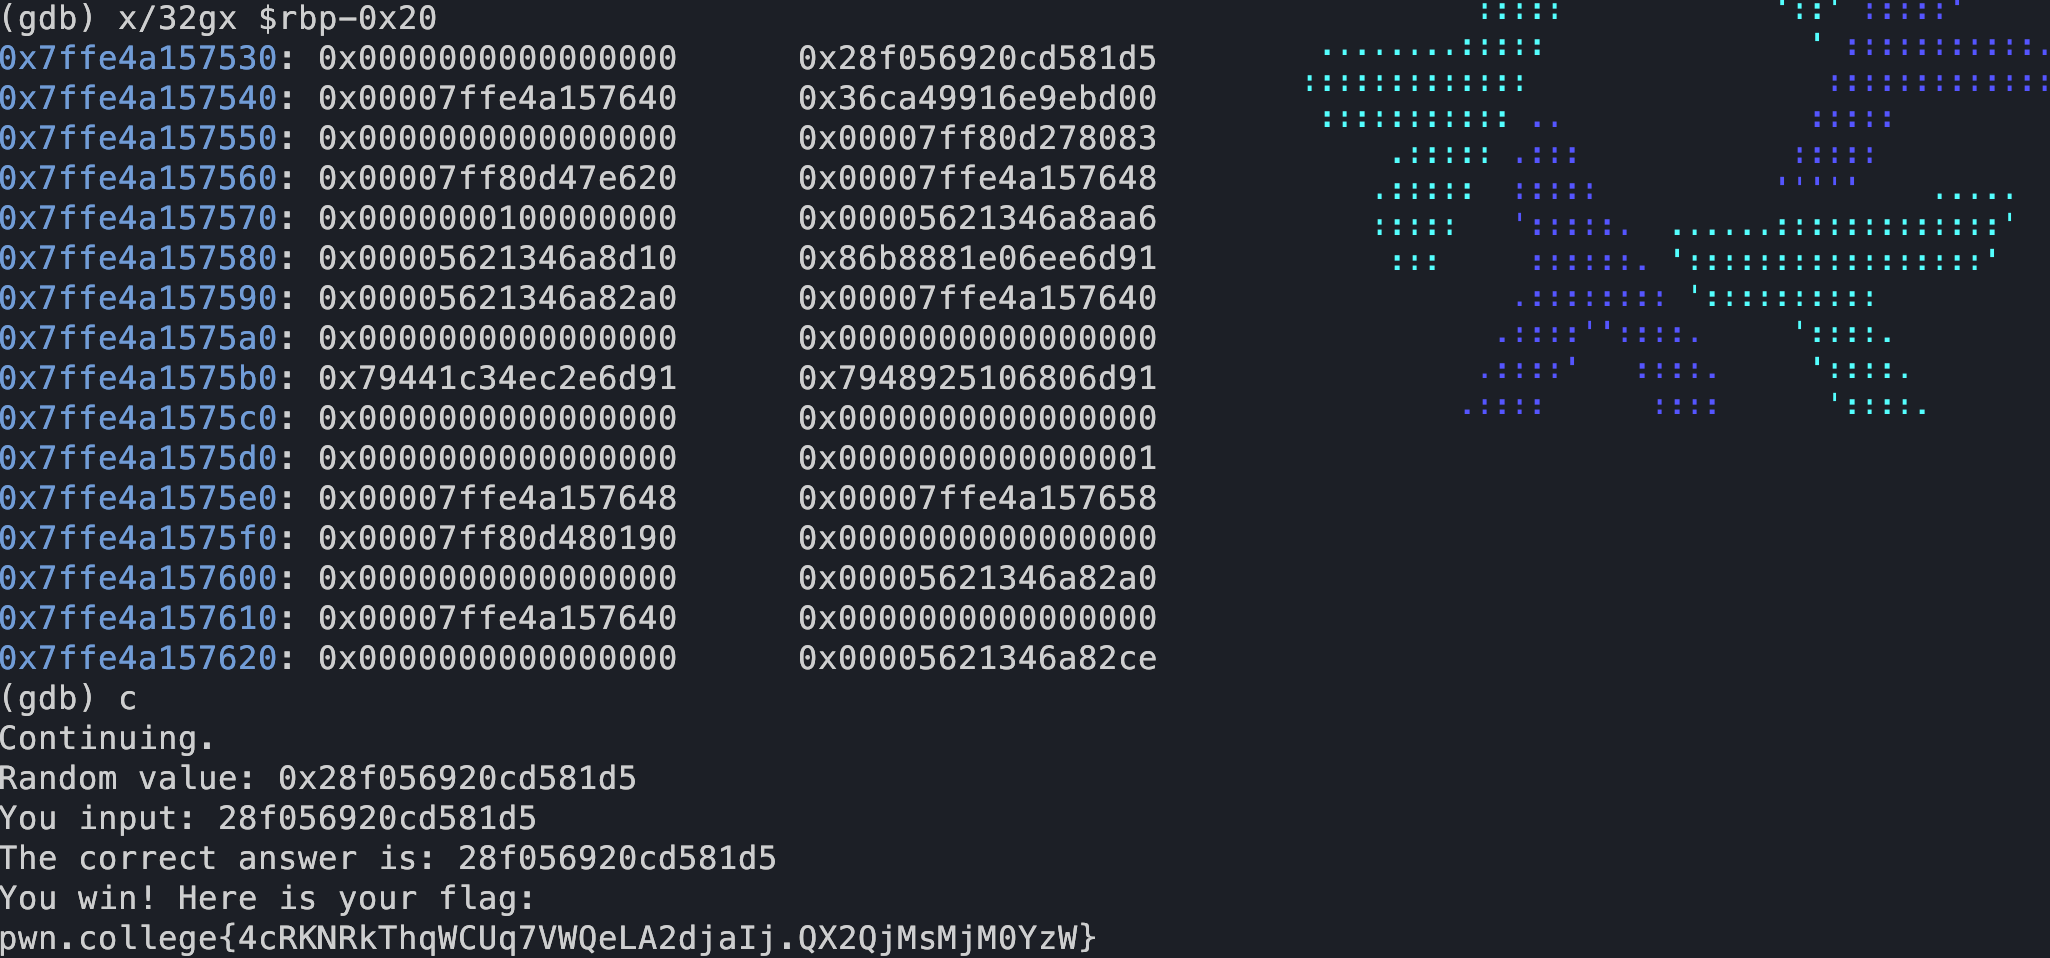 (gdb) x/32gx $rbp-0x20
0x7ffe4a157530: 0x0000000000000000 0x28f056920cd581d5
0x7ffe4a157540: 0x00007ffe4a157640 0x36ca49916e9ebd00
0x7ffe4a157550: 0x0000000000000000 0x00007ff80d278083
0x7ffe4a157560: 0x00007ff80d47e620 0x00007ffe4a157648
0x7ffe4a157570: 0x0000000100000000 0x00005621346a8aa6
0x7ffe4a157580: 0x00005621346a8d10 0x86b8881e06ee6d91
0x7ffe4a157590: 0x00005621346a82a0 0x00007ffe4a157640
0x7ffe4a1575a0: 0x0000000000000000 0x0000000000000000
0x7ffe4a1575b0: 0x79441c34ec2e6d91 0x7948925106806d91
0x7ffe4a1575c0: 0x0000000000000000 0x0000000000000000
0x7ffe4a1575d0: 0x0000000000000000 0x0000000000000001
0x7ffe4a1575e0: 0x00007ffe4a157648 0x00007ffe4a157658
0x7ffe4a1575f0: 0x00007ff80d480190 0x0000000000000000
0x7ffe4a157600: 0x0000000000000000 0x00005621346a82a0
0x7ffe4a157610: 0x00007ffe4a157640 0x0000000000000000
0x7ffe4a157620: 0x0000000000000000 0x00005621346a82ce
(gdb) c
Continuing.
Random value: 0x28f056920cd581d5
You input: 28f056920cd581d5
The correct answer is: 28f056920cd581d5
You win! Here is your flag:
pwn.college{4cRKNRkThqWCUq7VWQeLA2djaIj.QX2QjMsMjM0YzW}